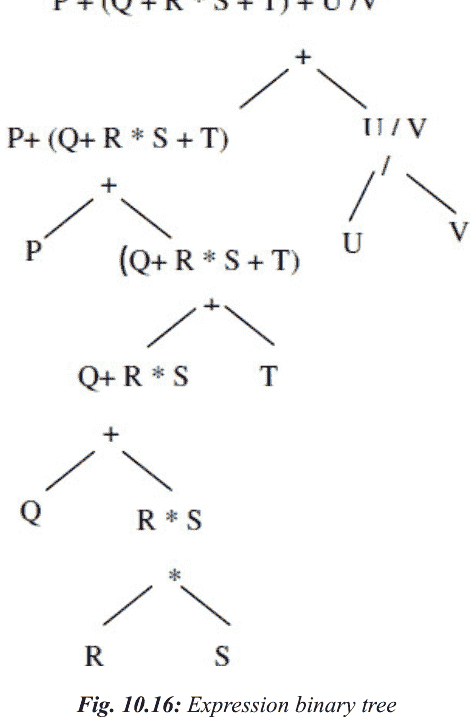 P + (Q + R * S + T) + U /V
+
P+ (Q+ R * S + T)
U / V
+
/
P
(Q+ R * S + T)
U
V
+
Q+ R * S
T
+
Q
R * S
*
R
S
Fig. 10.16: Expression binary tree